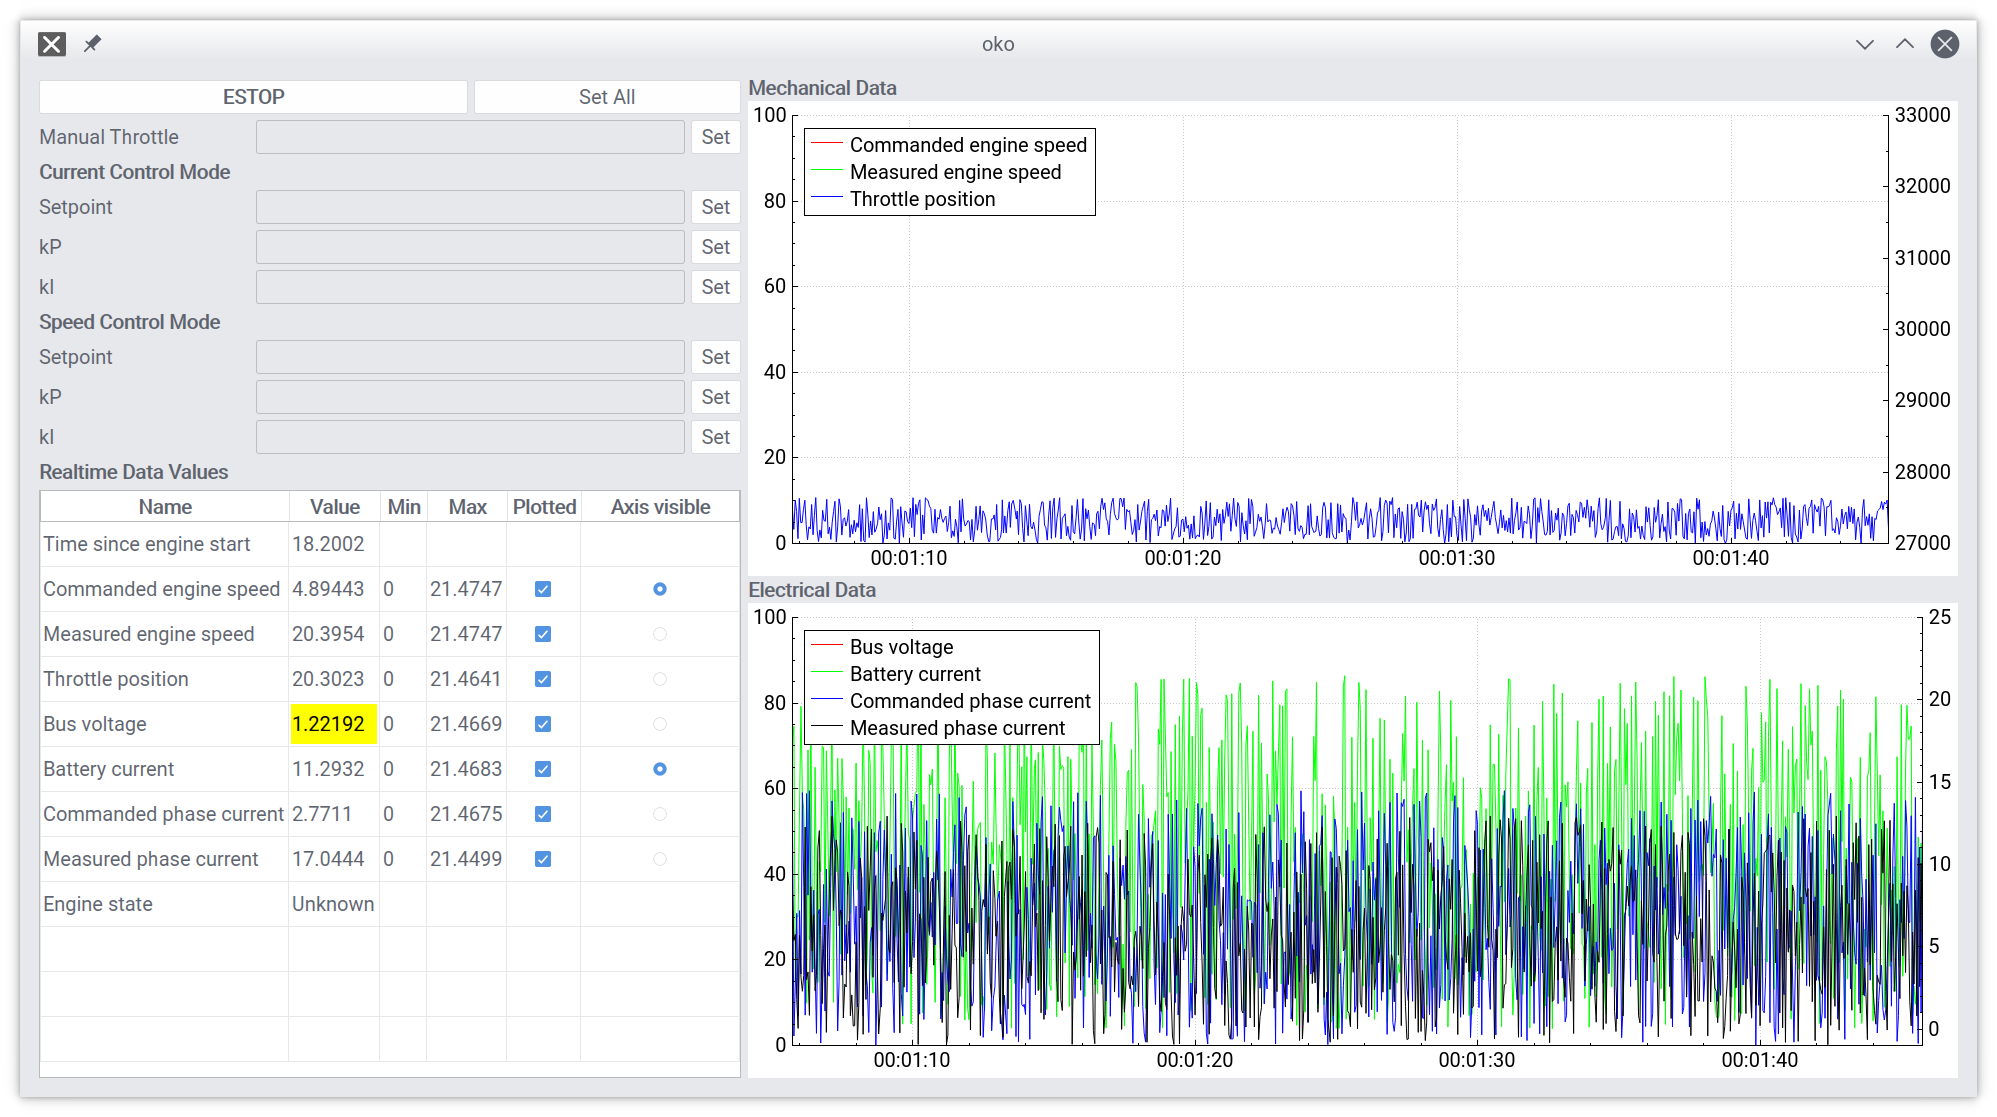 oko
ESTOP Set All
Manual Throttle Set
Current Control Mode
Setpoint Set
kP Set
kI Set
Speed Control Mode
Setpoint Set
kP Set
kI Set
Realtime Data Values
Name Value Min Max Plotted Axis visible
Time since engine start 18.2002
Commanded engine speed 4.89443 0 21.4747
Measured engine speed 20.3954 0 21.4747
Throttle position 20.3023 0 21.4641
Bus voltage 1.22192 0 21.4669
Battery current 11.2932 0 21.4683
Commanded phase current 2.7711 0 21.4675
Measured phase current 17.0444 0 21.4499
Engine state Unknown
Mechanical Data
100 33000
Commanded engine speed
Measured engine speed
32000
80 Throttle position
31000
60
30000
40
29000
20
28000
0 27000
00:01:10 00:01:20 00:01:30 00:01:40
Electrical Data
100 25
Bus voltage
Battery current
80 Commanded phase current 20
Measured phase current
60 15
40 10
20 5
0 0
00:01:10 00:01:20 00:01:30 00:01:40